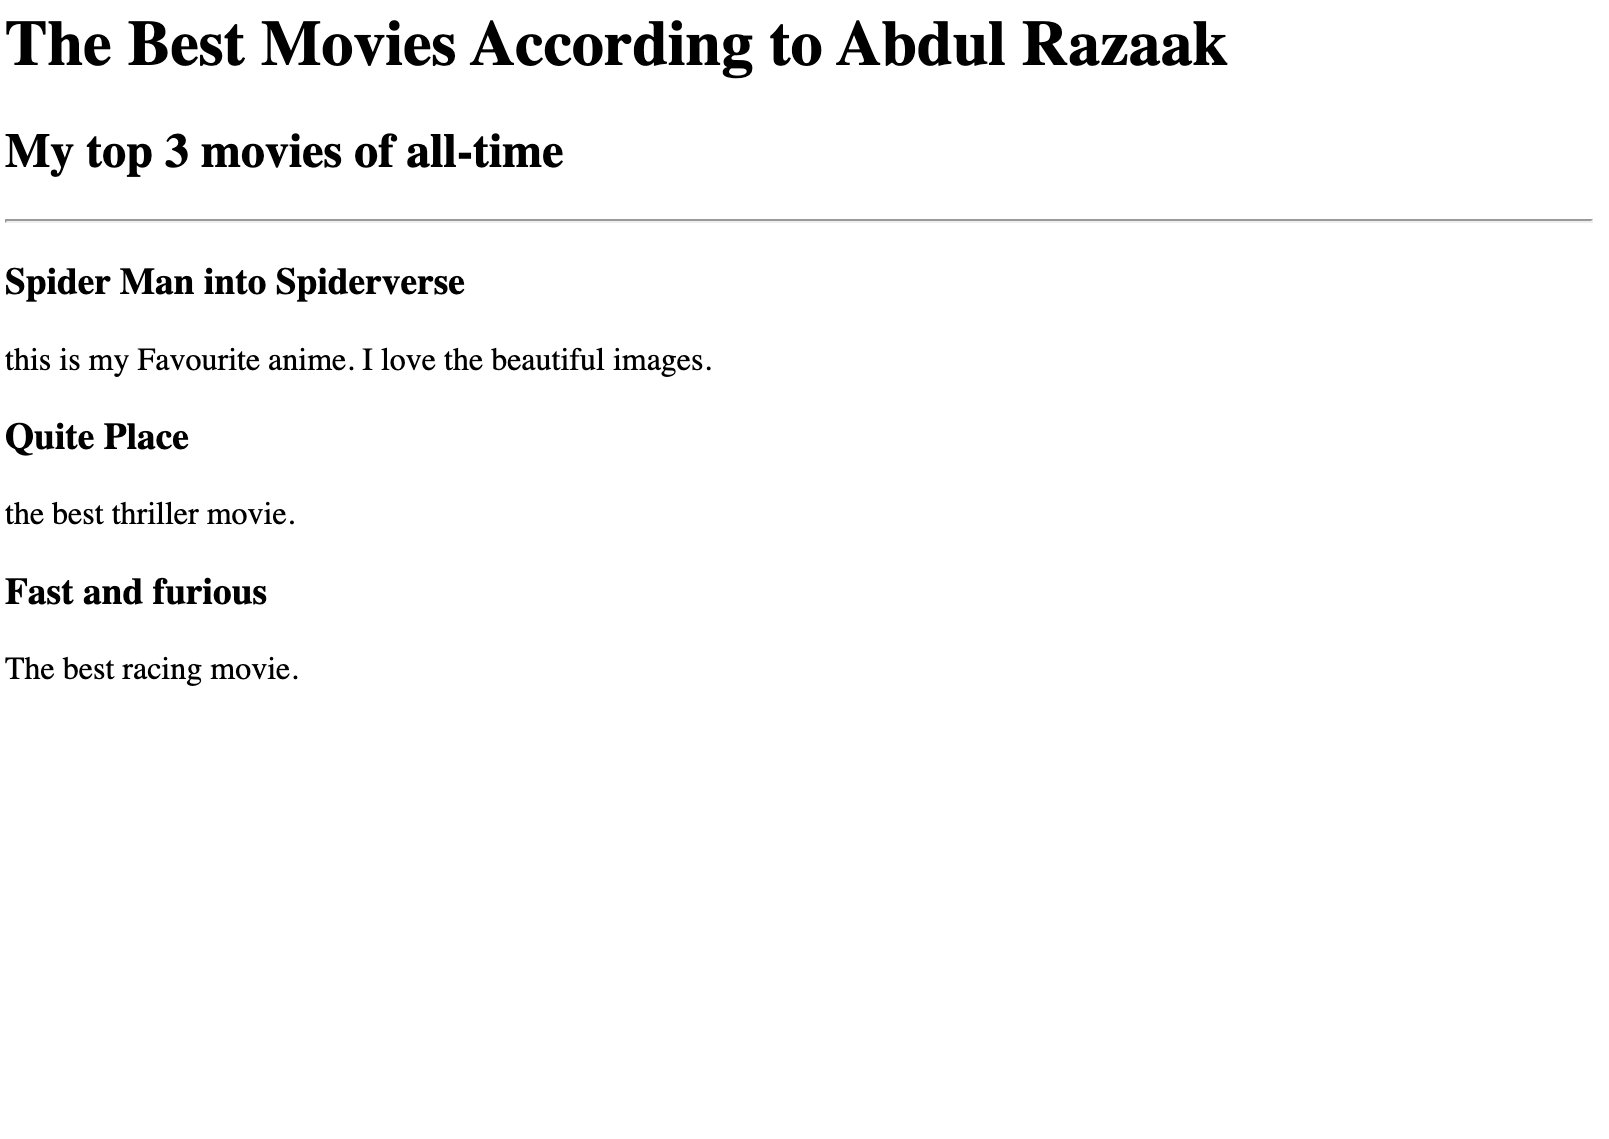 The Best Movies According to Abdul Razaak
My top 3 movies of all-time
Spider Man into Spiderverse
this is my Favourite anime. I love the beautiful images.
Quite Place
the best thriller movie.
Fast and furious
The best racing movie.